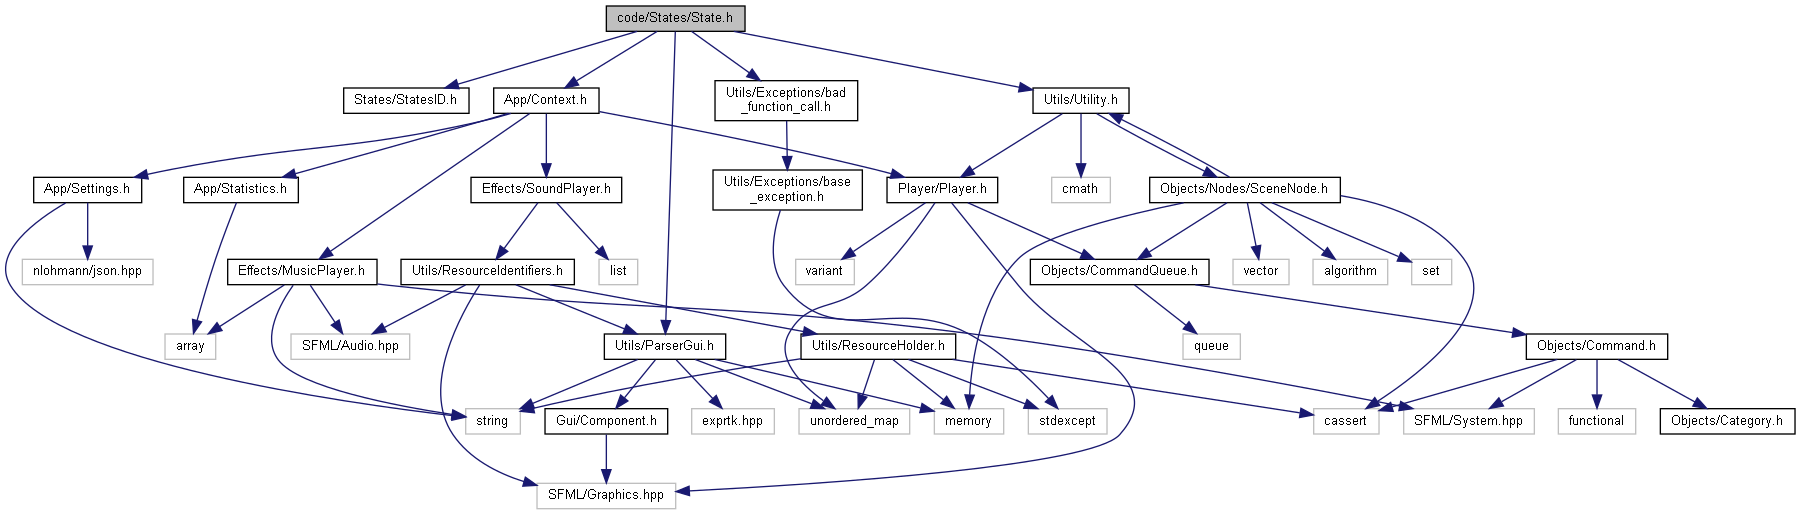 code/States/State.h
States/StatesID.h
App/Context.h
Utils/Exceptions/bad
_function_call.h
Utils/Utility.h
App/Settings.h
App/Statistics.h
Effects/SoundPlayer.h
Utils/Exceptions/base
_exception.h
Player/Player.h
cmath
Objects/Nodes/SceneNode.h
nlohmann/json.hpp
Effects/MusicPlayer.h
Utils/ResourceIdentifiers.h
list
variant
Objects/CommandQueue.h
vector
algorithm
set
array
SFML/Audio.hpp
Utils/ParserGui.h
Utils/ResourceHolder.h
queue
Objects/Command.h
string
Gui/Component.h
exprtk.hpp
unordered_map
memory
stdexcept
cassert
SFML/System.hpp
functional
Objects/Category.h
SFML/Graphics.hpp